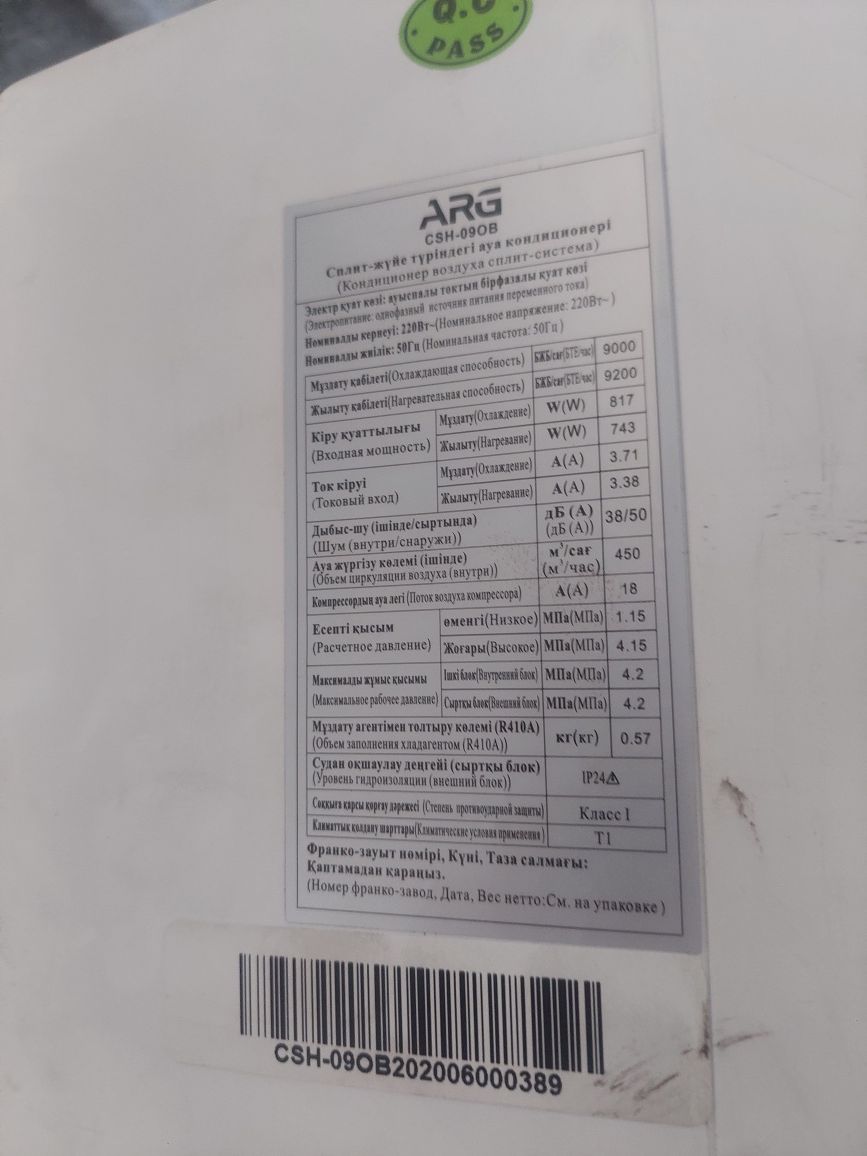 Q.C
PASS
ARG
CSH-09OB
Сплит-жүйе түріндегі ауа кондиционері
(Кондиционер воздуха сплит-система)
Электр қуат көзі: ауыспалы токтың бірфазалы қуат көзі
(Электропитание: однофазный источник питания переменного тока)
Номиналды кернеуі: 220Вт~(Номинальное напряжение: 220Вт~)
Номиналды жиілік: 50Гц (Номинальная частота: 50Гц)
Мұздату қабілеті(Охлаждающая способность) БЖБ/сағ(БТЕ/час) 9000
Жылыту қабілеті(Нагревательная способность) БЖБ/сағ(БТЕ/час) 9200
Кіру қуаттылығы
(Входная мощность)
Мұздату(Охлаждение) W(W) 817
Жылыту(Нагревание) W(W) 743
Ток кіруі
(Токовый вход)
Мұздату(Охлаждение) А(А) 3.71
Жылыту(Нагревание) А(А) 3.38
Дыбыс-шу (ішінде/сыртында)
(Шум (внутри/снаружи))
дБ (А)
(дБ (А))
38/50
Ауа жүргізу көлемі (ішінде)
(Объем циркуляции воздуха (внутри))
м³/сағ
(м³/час)
450
Компрессордың ауа легі (Поток воздуха компрессора) А(А) 18
Есепті қысым
(Расчетное давление)
өменгі(Низкое) МПа(МПа) 1.15
Жоғары(Высокое) МПа(МПа) 4.15
Максималды жұмыс қысымы
(Максимальное рабочее давление)
Ішкі блок(Внутренний блок) МПа(МПа) 4.2
Сыртқы блок(Внешний блок) МПа(МПа) 4.2
Мұздату агентімен толтыру көлемі (R410A)
(Объем заполнения хладагентом (R410A))
кг(кг) 0.57
Судан оқшаулау деңгейі (сыртқы блок)
(Уровень гидроизоляции (внешний блок))
IP24⚠
Соққыға қарсы қорғау дәрежесі (Степень противоударной защиты) Класс I
Климаттық қолдану шарттары(Климатические условия применения) T1
Франко-зауыт нөмірі, Күні, Таза салмағы:
Қаптамадан қараңыз.
(Номер франко-завод, Дата, Вес нетто:См. на упаковке)
CSH-09OB202006000389